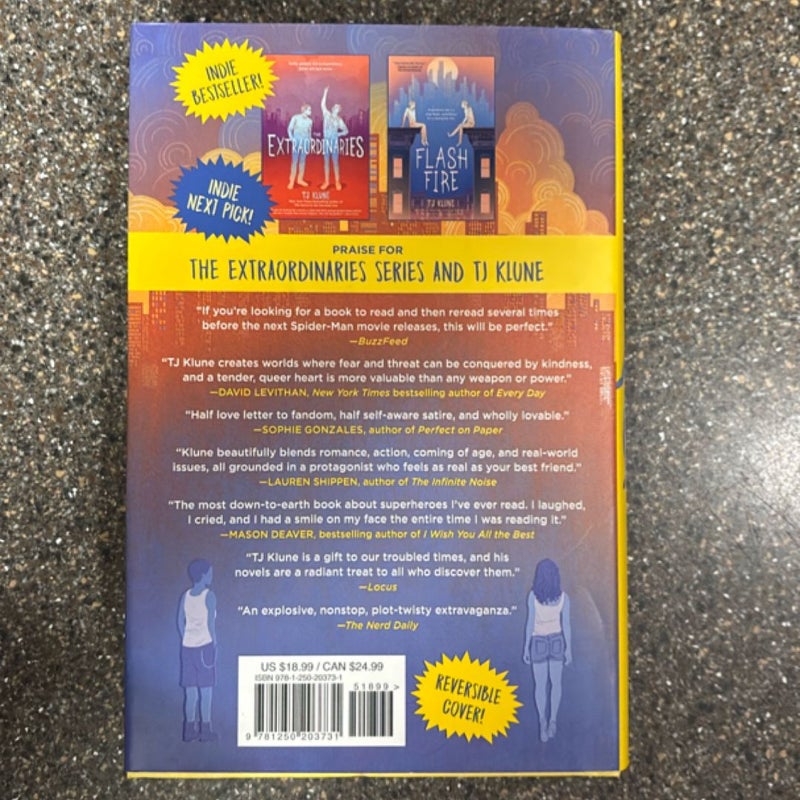 INDIE
BESTSELLER!
THE
EXTRAORDINARIES
TJ KLUNE
FLASH
FIRE
TJ KLUNE
INDIE
NEXT PICK!
PRAISE FOR
THE EXTRAORDINARIES SERIES AND TJ KLUNE
“If you’re looking for a book to read and then reread several times
before the next Spider-Man movie releases, this will be perfect.”
—BuzzFeed
“TJ Klune creates worlds where fear and threat can be conquered by kindness,
and a tender, queer heart is more valuable than any weapon or power.”
—DAVID LEVITHAN, New York Times bestselling author of Every Day
“Half love letter to fandom, half self-aware satire, and wholly lovable.”
—SOPHIE GONZALES, author of Perfect on Paper
“Klune beautifully blends romance, action, coming of age, and real-world
issues, all grounded in a protagonist who feels as real as your best friend.”
—LAUREN SHIPPEN, author of The Infinite Noise
“The most down-to-earth book about superheroes I’ve ever read. I laughed,
I cried, and I had a smile on my face the entire time I was reading it.”
—MASON DEAVER, bestselling author of I Wish You All the Best
“TJ Klune is a gift to our troubled times, and his
novels are a radiant treat to all who discover them.”
—Locus
“An explosive, nonstop, plot-twisty extravaganza.”
—The Nerd Daily
US $18.99 / CAN $24.99
ISBN 978-1-250-20373-1
51899>
9 781250 203731
REVERSIBLE
COVER!